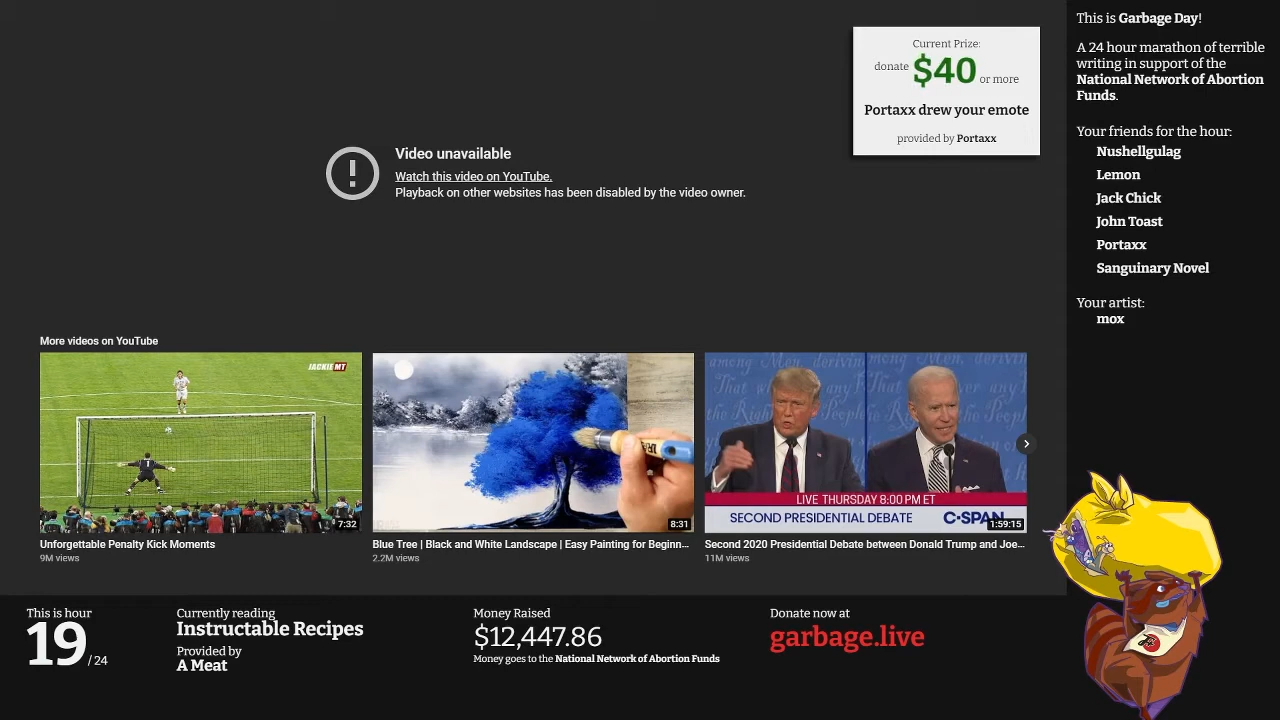 Current Prize:
donate $40 or more
Portaxx drew your emote
provided by Portaxx
Video unavailable
Watch this video on YouTube.
Playback on other websites has been disabled by the video owner.
More videos on YouTube
JACKIE MT
7:32
8:31
LIVE THURSDAY 8:00 PM ET
SECOND PRESIDENTIAL DEBATE
C-SPAN
1:59:15
Unforgettable Penalty Kick Moments
9M views
Blue Tree | Black and White Landscape | Easy Painting for Beginn...
2.2M views
Second 2020 Presidential Debate between Donald Trump and Joe...
11M views
This is Garbage Day!
A 24 hour marathon of terrible
writing in support of the
National Network of Abortion
Funds.
Your friends for the hour:
Nushellgulag
Lemon
Jack Chick
John Toast
Portaxx
Sanguinary Novel
Your artist:
mox
This is hour
19 / 24
Currently reading
Instructable Recipes
Provided by
A Meat
Money Raised
$12,447.86
Money goes to the National Network of Abortion Funds
Donate now at
garbage.live